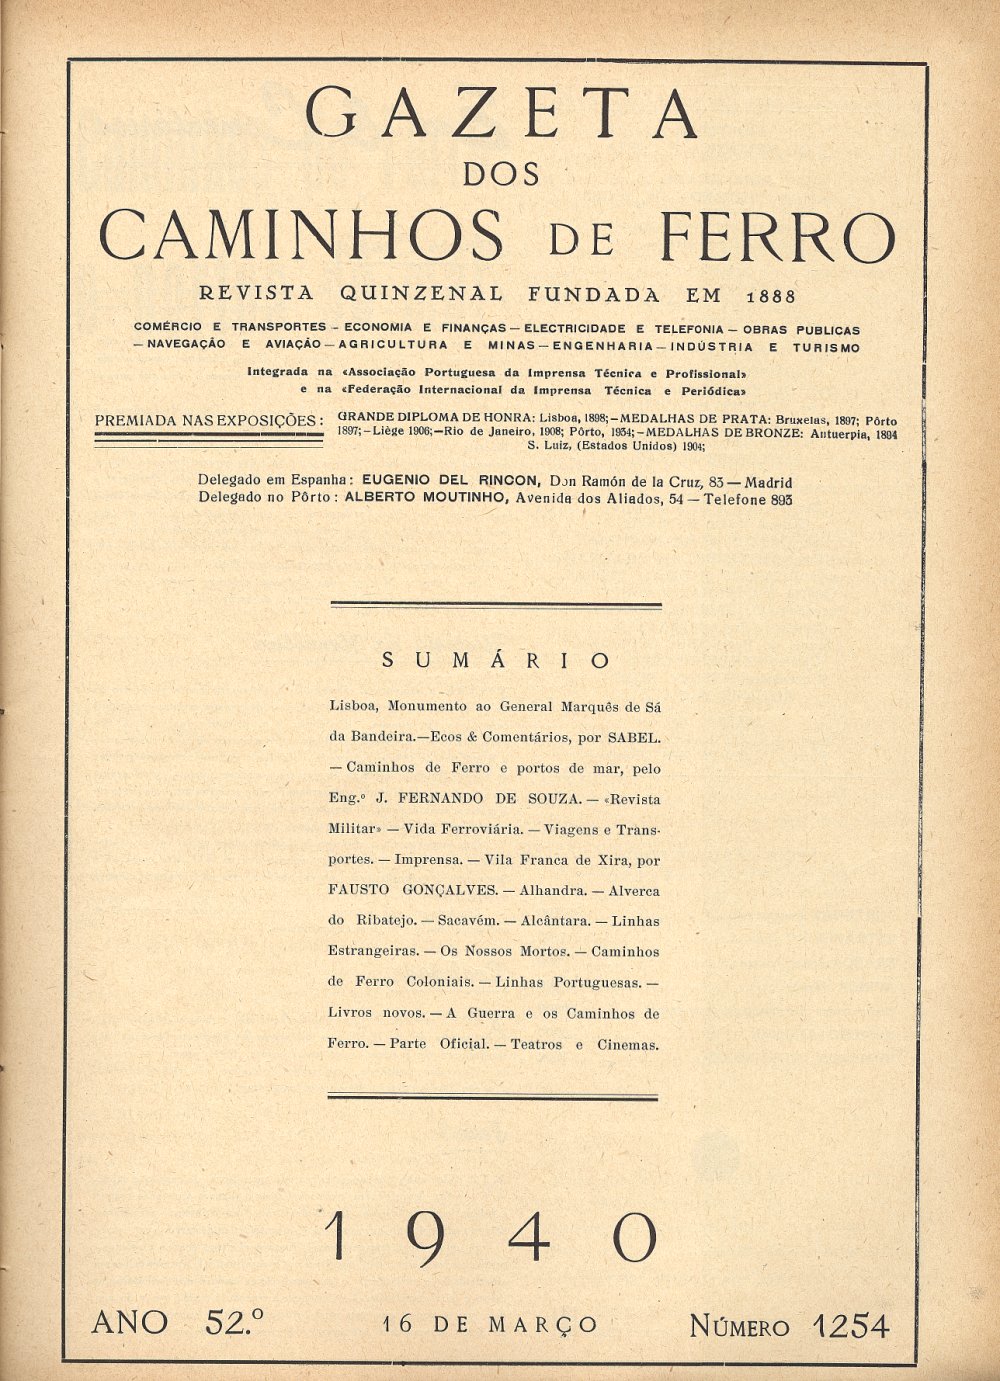 GAZETA
DOS
CAMINHOS DE FERRO
REVISTA QUINZENAL FUNDADA EM 1888
COMÉRCIO E TRANSPORTES — ECONOMIA E FINANÇAS — ELECTRICIDADE E TELEFONIA — OBRAS PUBLICAS
— NAVEGAÇÃO E AVIAÇÃO — AGRICULTURA E MINAS — ENGENHARIA — INDÚSTRIA E TURISMO
Integrada na «Associação Portuguesa da Imprensa Técnica e Profissional»
e na «Federação Internacional da Imprensa Técnica e Periódica»
PREMIADA NAS EXPOSIÇÕES:
GRANDE DIPLOMA DE HONRA: Lisboa, 1898;—MEDALHAS DE PRATA: Bruxelas, 1897; Pôrto
1897;—Liège 1906;—Rio de Janeiro, 1908; Pôrto, 1934;—MEDALHAS DE BRONZE: Antuerpia, 1894
S. Luiz, (Estados Unidos) 1904;
Delegado em Espanha: EUGENIO DEL RINCON, Don Ramón de la Cruz, 83 — Madrid
Delegado no Pôrto: ALBERTO MOUTINHO, Avenida dos Aliados, 54 — Telefone 893
SUMÁRIO
Lisboa, Monumento ao General Marquês de Sá
da Bandeira.—Ecos & Comentários, por SABEL.
— Caminhos de Ferro e portos de mar, pelo
Eng.º J. FERNANDO DE SOUZA. — «Revista
Militar» — Vida Ferroviária. — Viagens e Trans-
portes. — Imprensa. — Vila Franca de Xira, por
FAUSTO GONÇALVES. — Alhandra. — Alverca
do Ribatejo. — Sacavém. — Alcântara. — Linhas
Estrangeiras. — Os Nossos Mortos. — Caminhos
de Ferro Coloniais. — Linhas Portuguesas. —
Livros novos. — A Guerra e os Caminhos de
Ferro. — Parte Oficial. — Teatros e Cinemas.
1940
ANO 52.º
16 DE MARÇO
NÚMERO 1254